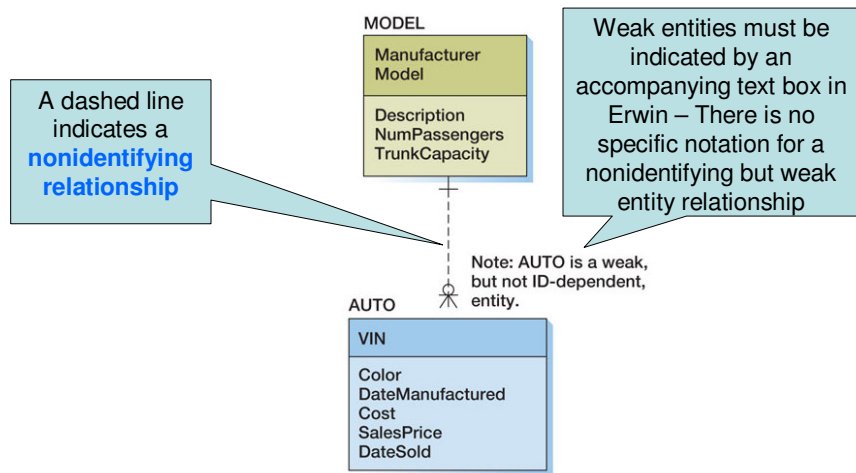 MODEL
Manufacturer
Model
Description
NumPassengers
TrunkCapacity
A dashed line
indicates a
nonidentifying
relationship
Weak entities must be
indicated by an
accompanying text box in
Erwin – There is no
specific notation for a
nonidentifying but weak
entity relationship
Note: AUTO is a weak,
but not ID-dependent,
entity.
AUTO
VIN
Color
DateManufactured
Cost
SalesPrice
DateSold